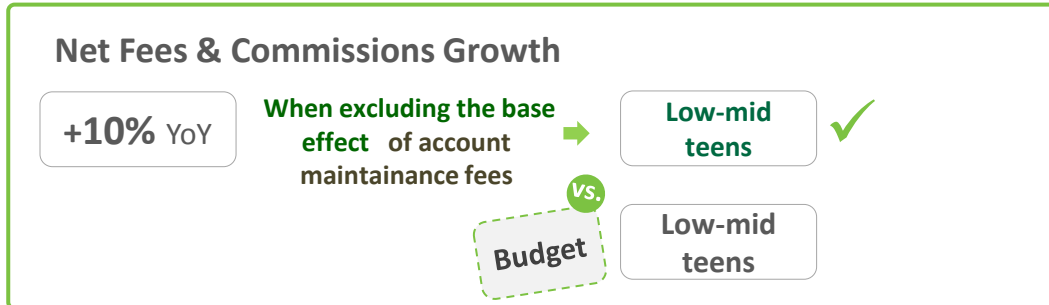 Net Fees & Commissions Growth
+10% YoY
When excluding the base
effect of account
maintainance fees
Low-mid
teens
vs.
Budget
Low-mid
teens